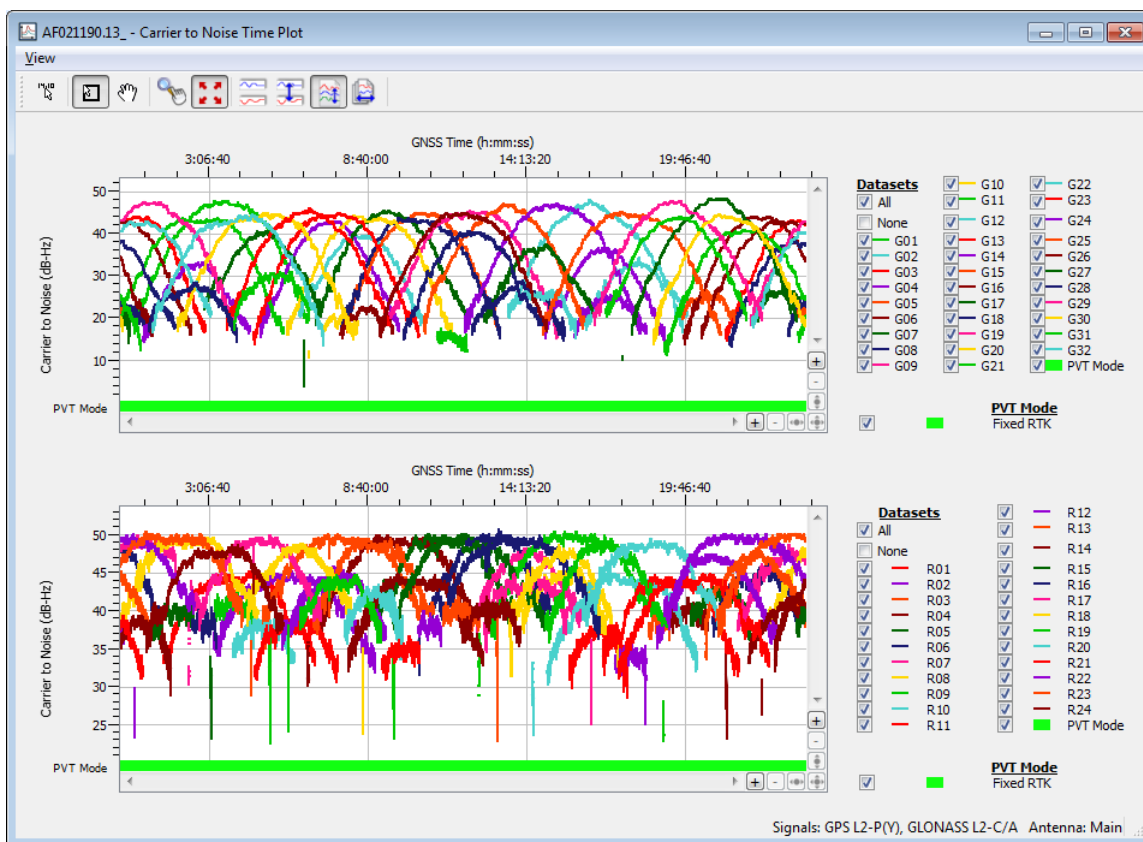 AF021190.13_ - Carrier to Noise Time Plot
View
GNSS Time (h:mm:ss)
3:06:40 8:40:00 14:13:20 19:46:40
Carrier to Noise (dB-Hz)
50
40
30
20
10
PVT Mode
Datasets
All
None
G01
G02
G03
G04
G05
G06
G07
G08
G09
G10
G11
G12
G13
G14
G15
G16
G17
G18
G19
G20
G21
G22
G23
G24
G25
G26
G27
G28
G29
G30
G31
G32
PVT Mode
PVT Mode
Fixed RTK
GNSS Time (h:mm:ss)
3:06:40 8:40:00 14:13:20 19:46:40
Carrier to Noise (dB-Hz)
50
45
40
35
30
25
PVT Mode
Datasets
All
None
R01
R02
R03
R04
R05
R06
R07
R08
R09
R10
R11
R12
R13
R14
R15
R16
R17
R18
R19
R20
R21
R22
R23
R24
PVT Mode
PVT Mode
Fixed RTK
Signals: GPS L2-P(Y), GLONASS L2-C/A Antenna: Main